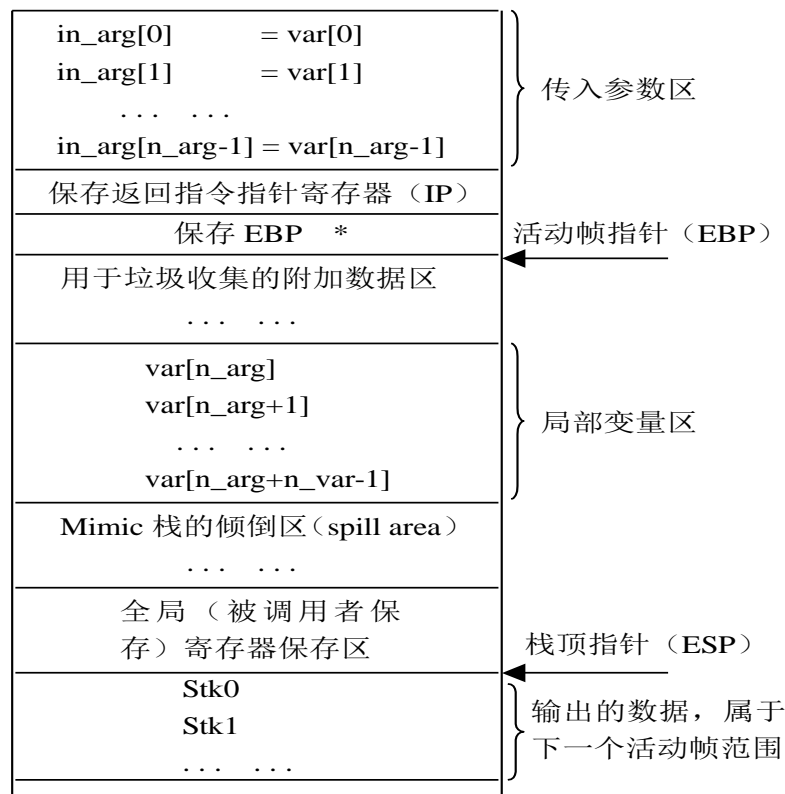 in_arg[0] = var[0]
in_arg[1] = var[1]
... ...
in_arg[n_arg-1] = var[n_arg-1]
传入参数区
保存返回指令指针寄存器（IP）
保存 EBP *
活动帧指针（EBP）
用于垃圾收集的附加数据区
... ...
var[n_arg]
var[n_arg+1]
... ...
var[n_arg+n_var-1]
局部变量区
Mimic 栈的倾倒区（spill area）
... ...
全局（被调用者保
存）寄存器保存区
栈顶指针（ESP）
Stk0
Stk1
... ...
输出的数据，属于
下一个活动帧范围